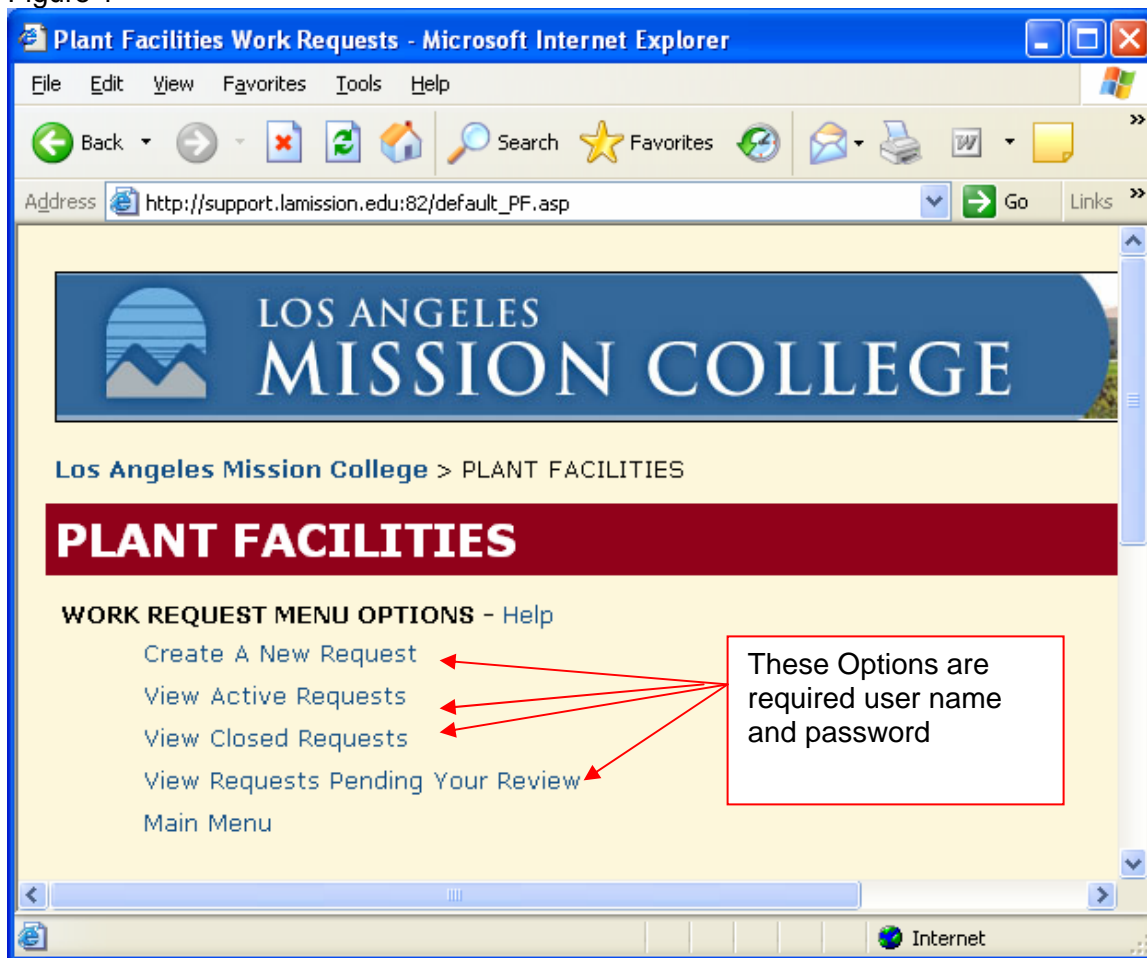 Plant Facilities Work Requests - Microsoft Internet Explorer
File Edit View Favorites Tools Help
Back Search Favorites W »
Address http://support.lamission.edu:82/default_PF.asp Go Links »
LOS ANGELES
MISSION COLLEGE
Los Angeles Mission College > PLANT FACILITIES
PLANT FACILITIES
WORK REQUEST MENU OPTIONS - Help
Create A New Request
View Active Requests
View Closed Requests
View Requests Pending Your Review
Main Menu
These Options are
required user name
and password
Internet